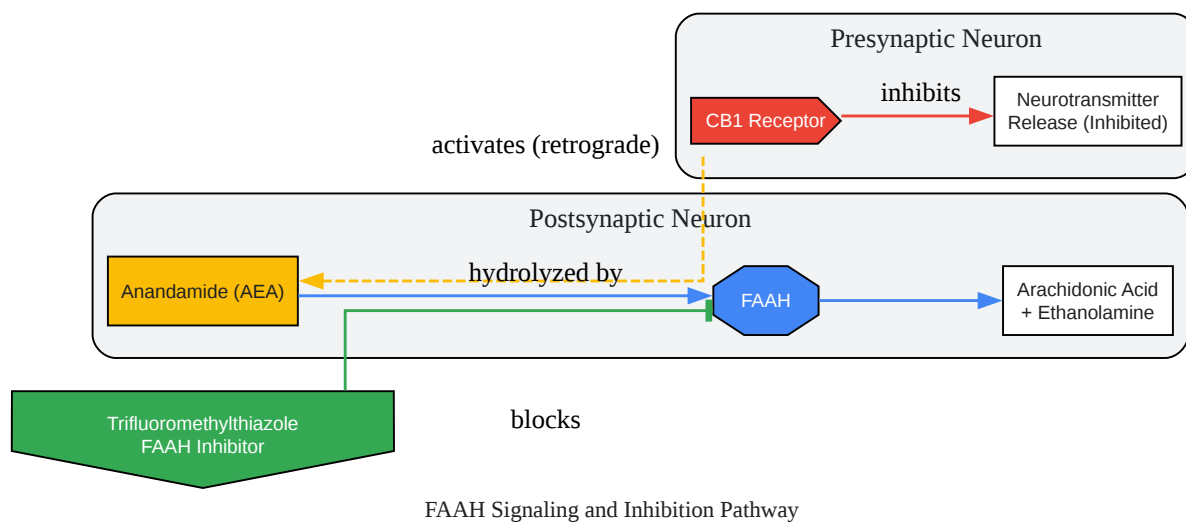 Presynaptic Neuron
inhibits
CB1 Receptor
Neurotransmitter
Release (Inhibited)
activates (retrograde)
Postsynaptic Neuron
hydrolyzed by
Anandamide (AEA)
FAAH
Arachidonic Acid
+ Ethanolamine
Trifluoromethylthiazole
FAAH Inhibitor
blocks
FAAH Signaling and Inhibition Pathway